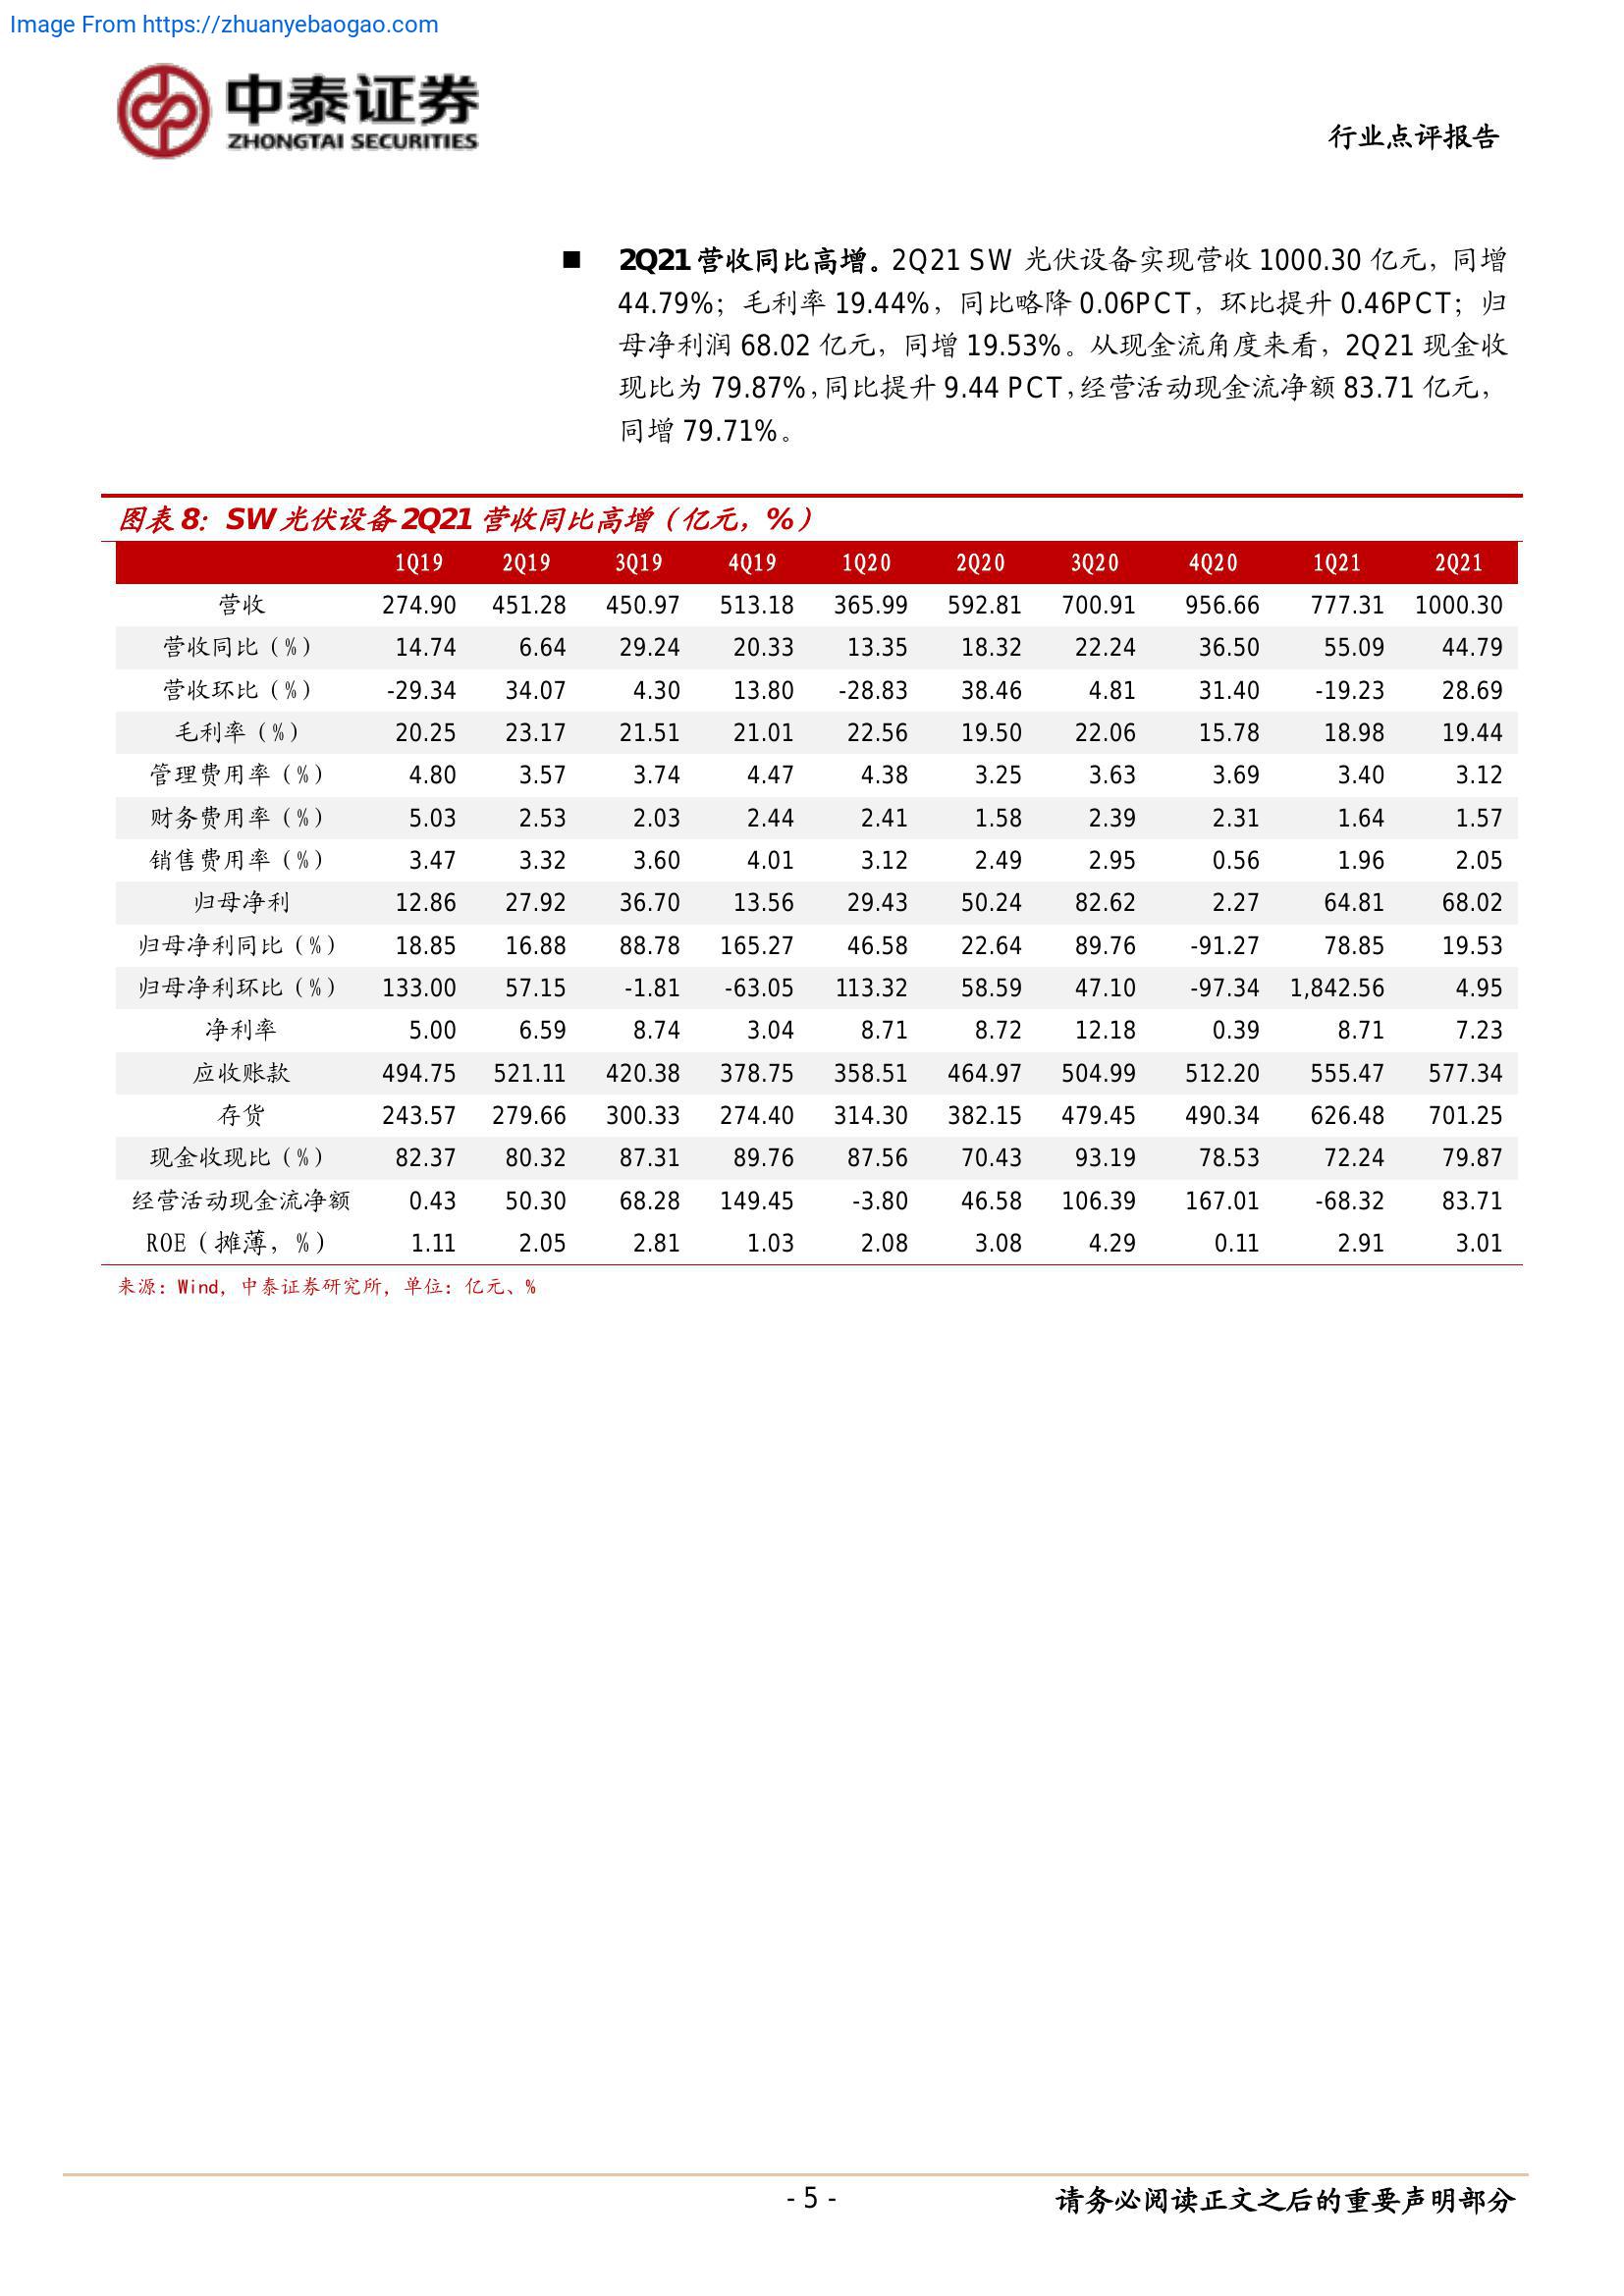 Image From https://zhuanyebaogao.com
中泰证券
ZHONGTAI SECURITIES
行业点评报告
■ 2Q21 营收同比高增。2Q21 SW 光伏设备实现营收 1000.30 亿元，同增
44.79%；毛利率 19.44%，同比略降 0.06PCT，环比提升 0.46PCT；归
母净利润 68.02 亿元，同增 19.53%。从现金流角度来看，2Q21 现金收
现比为 79.87%，同比提升 9.44 PCT，经营活动现金流净额 83.71 亿元，
同增 79.71%。
图表 8：SW 光伏设备 2Q21 营收同比高增（亿元，%）
1Q19 2Q19 3Q19 4Q19 1Q20 2Q20 3Q20 4Q20 1Q21 2Q21
营收 274.90 451.28 450.97 513.18 365.99 592.81 700.91 956.66 777.31 1000.30
营收同比（%） 14.74 6.64 29.24 20.33 13.35 18.32 22.24 36.50 55.09 44.79
营收环比（%） -29.34 34.07 4.30 13.80 -28.83 38.46 4.81 31.40 -19.23 28.69
毛利率（%） 20.25 23.17 21.51 21.01 22.56 19.50 22.06 15.78 18.98 19.44
管理费用率（%） 4.80 3.57 3.74 4.47 4.38 3.25 3.63 3.69 3.40 3.12
财务费用率（%） 5.03 2.53 2.03 2.44 2.41 1.58 2.39 2.31 1.64 1.57
销售费用率（%） 3.47 3.32 3.60 4.01 3.12 2.49 2.95 0.56 1.96 2.05
归母净利 12.86 27.92 36.70 13.56 29.43 50.24 82.62 2.27 64.81 68.02
归母净利同比（%） 18.85 16.88 88.78 165.27 46.58 22.64 89.76 -91.27 78.85 19.53
归母净利环比（%） 133.00 57.15 -1.81 -63.05 113.32 58.59 47.10 -97.34 1,842.56 4.95
净利率 5.00 6.59 8.74 3.04 8.71 8.72 12.18 0.39 8.71 7.23
应收账款 494.75 521.11 420.38 378.75 358.51 464.97 504.99 512.20 555.47 577.34
存货 243.57 279.66 300.33 274.40 314.30 382.15 479.45 490.34 626.48 701.25
现金收现比（%） 82.37 80.32 87.31 89.76 87.56 70.43 93.19 78.53 72.24 79.87
经营活动现金流净额 0.43 50.30 68.28 149.45 -3.80 46.58 106.39 167.01 -68.32 83.71
ROE（摊薄，%） 1.11 2.05 2.81 1.03 2.08 3.08 4.29 0.11 2.91 3.01
来源：Wind，中泰证券研究所，单位：亿元、%
- 5 -
请务必阅读正文之后的重要声明部分